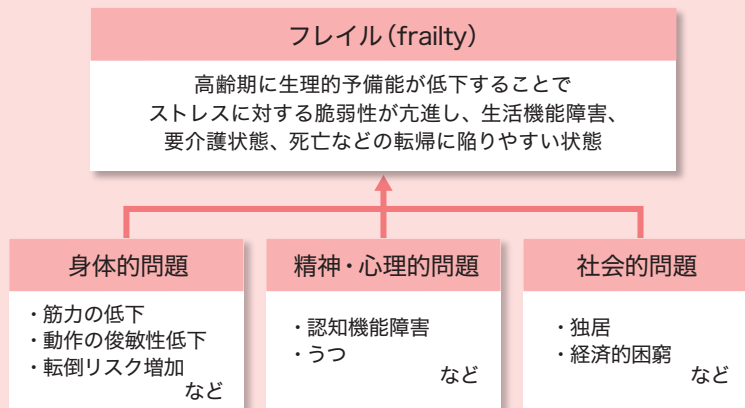 フレイル（frailty）
高齢期に生理的予備能が低下することで
ストレスに対する脆弱性が亢進し、生活機能障害、
要介護状態、死亡などの転帰に陥りやすい状態
身体的問題
・筋力の低下
・動作の俊敏性低下
・転倒リスク増加
など
精神・心理的問題
・認知機能障害
・うつ
など
社会的問題
・独居
・経済的困窮
など